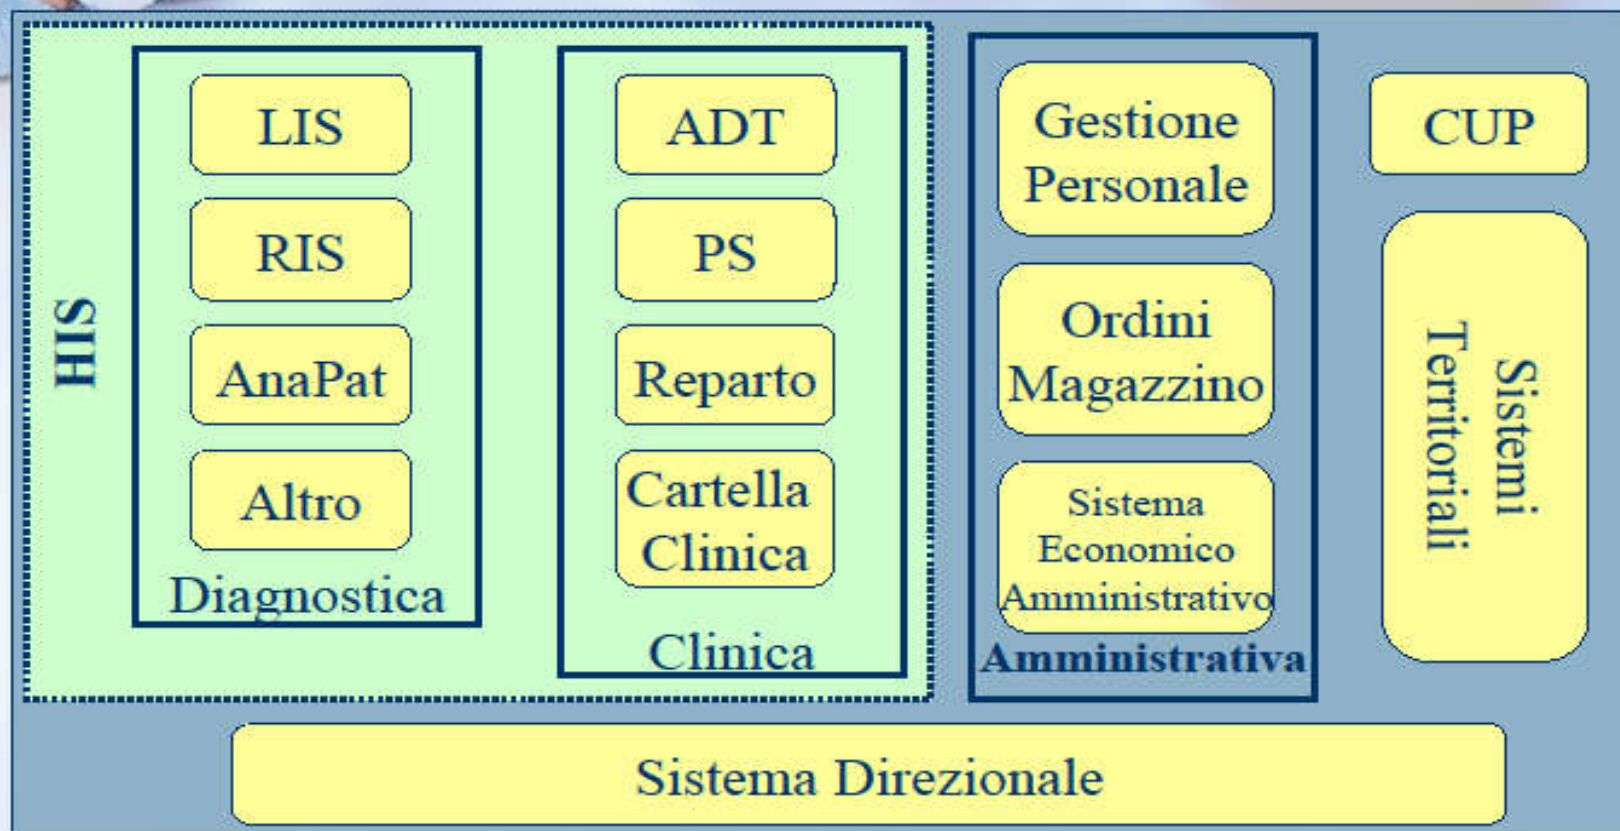 HIS
LIS
RIS
AnaPat
Altro
Diagnostica
ADT
PS
Reparto
Cartella
Clinica
Clinica
Gestione
Personale
Ordini
Magazzino
Sistema
Economico
Amministrativo
Amministrativa
CUP
Sistemi
Territoriali
Sistema Direzionale